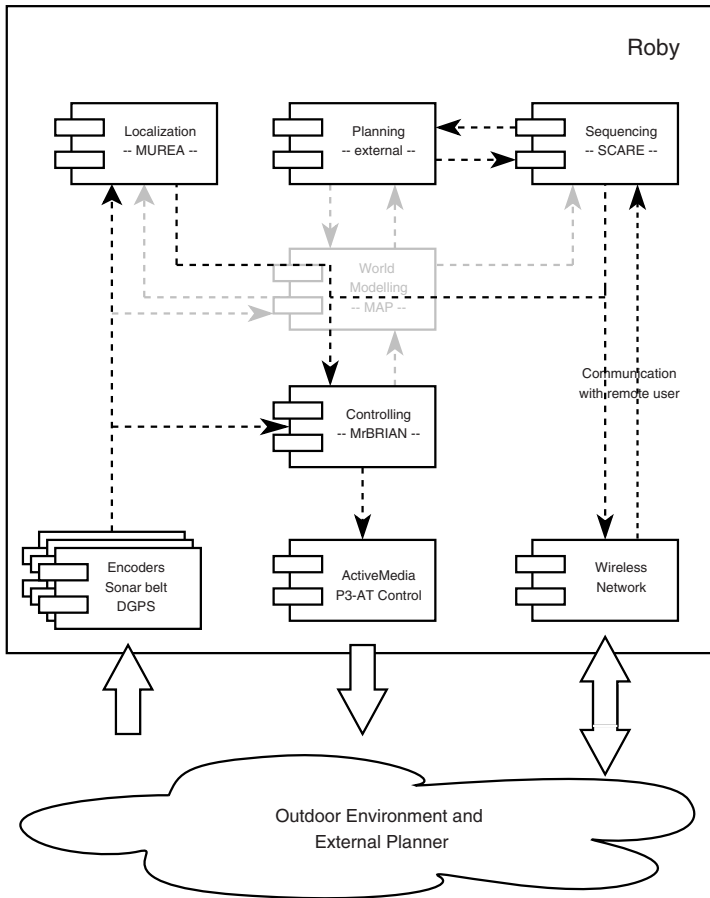 Roby
Localization
-- MUREA --
Planning
-- external --
Sequencing
-- SCARE --
World
Modelling
-- MAP --
Communication
with remote user
Controlling
-- MrBRIAN --
Encoders
Sonar belt
DGPS
ActiveMedia
P3-AT Control
Wireless
Network
Outdoor Environment and
External Planner